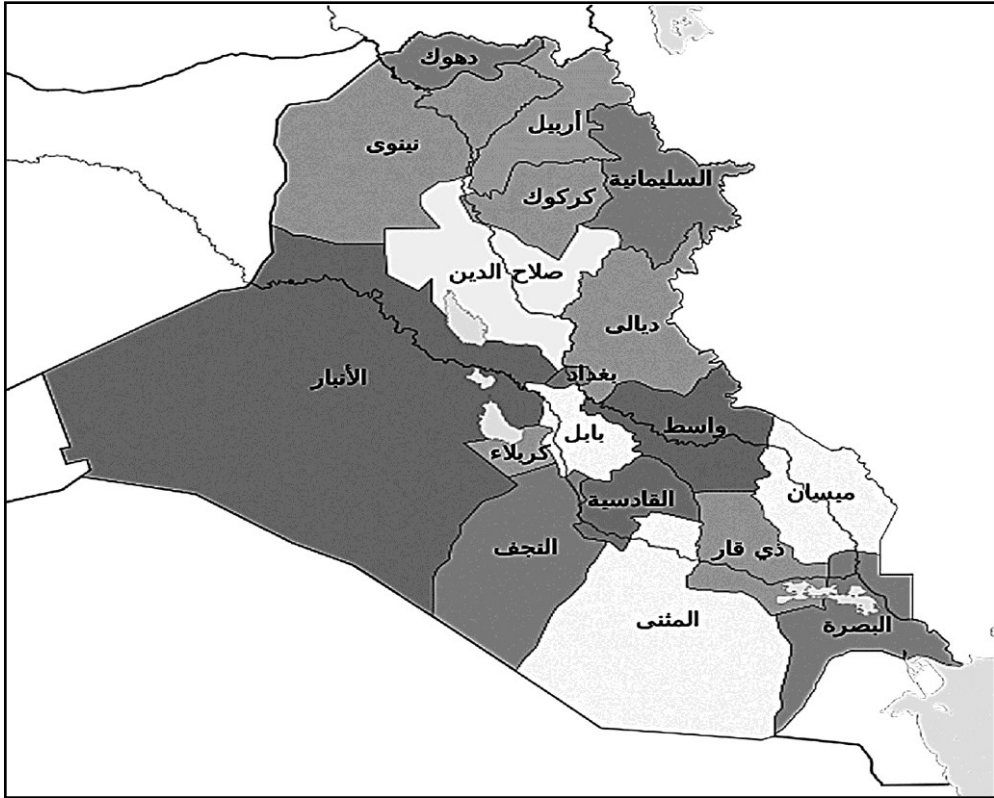 دهوك
أربيل
نينوى
السليمانية
كركوك
صلاح الدين
ديالى
بغداد
الأنبار
واسط
بابل
كربلاء
ميسان
القادسية
النجف
ذي قار
المثنى
البصرة